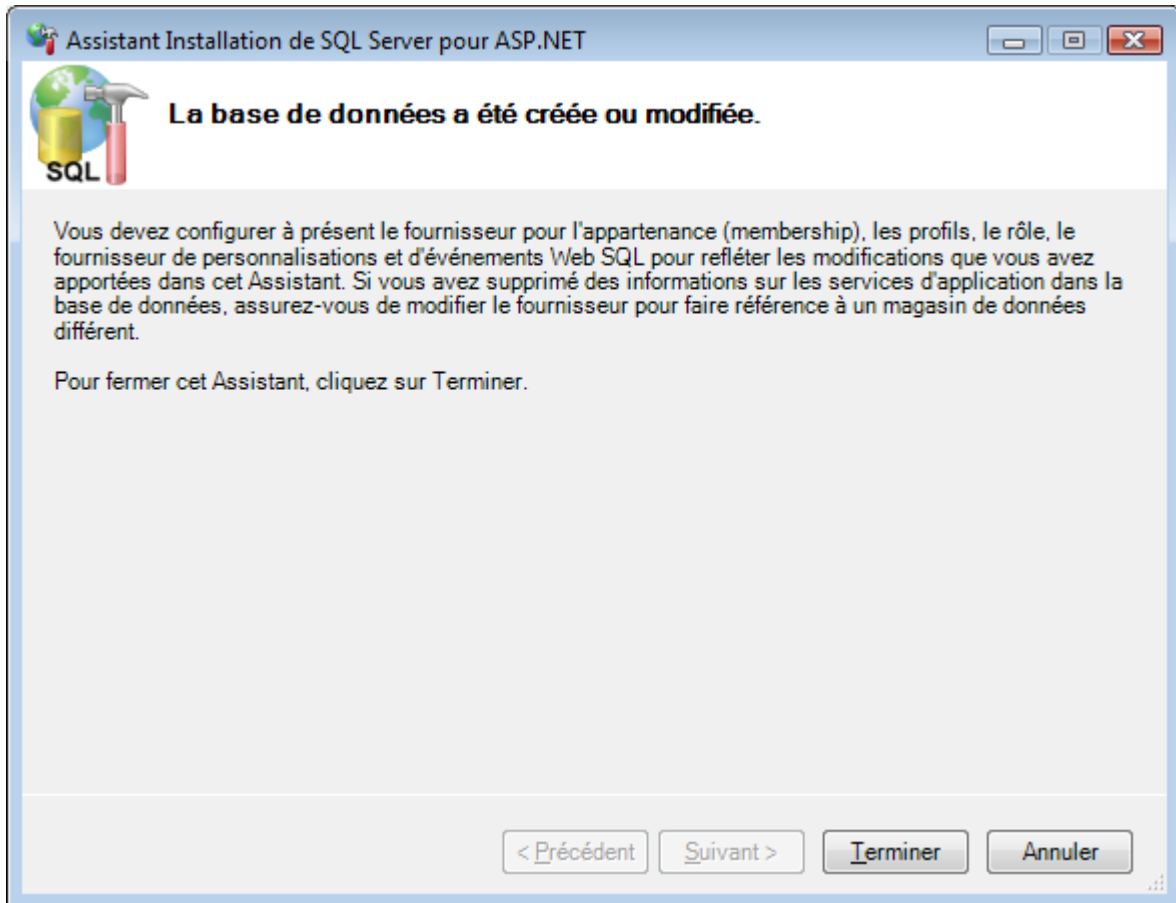 Assistant Installation de SQL Server pour ASP.NET
La base de données a été créée ou modifiée.
SQL
Vous devez configurer à présent le fournisseur pour l'appartenance (membership), les profils, le rôle, le
fournisseur de personnalisations et d'événements Web SQL pour refléter les modifications que vous avez
apportées dans cet Assistant. Si vous avez supprimé des informations sur les services d'application dans la
base de données, assurez-vous de modifier le fournisseur pour faire référence à un magasin de données
différent.
Pour fermer cet Assistant, cliquez sur Terminer.
< Précédent
Suivant >
Terminer
Annuler